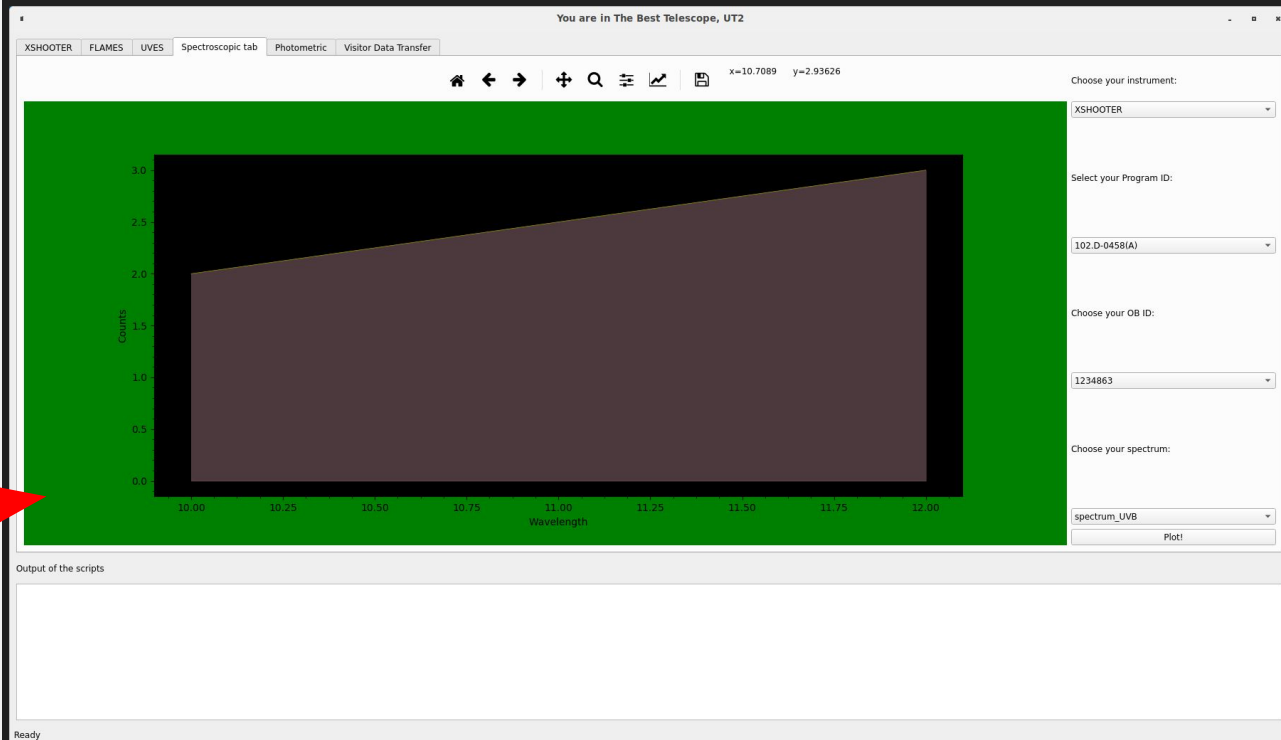 You are in The Best Telescope, UT2
XSHOOTER FLAMES UVES Spectroscopic tab Photometric Visitor Data Transfer
x=10.7089 y=2.93626
Choose your instrument:
XSHOOTER
Select your Program ID:
102.D-0458(A)
Choose your OB ID:
1234863
Choose your spectrum:
spectrum_UVB
Plot!
3.0
2.5
2.0
1.5
1.0
0.5
0.0
Counts
10.00 10.25 10.50 10.75 11.00 11.25 11.50 11.75 12.00
Wavelength
Output of the scripts
Ready